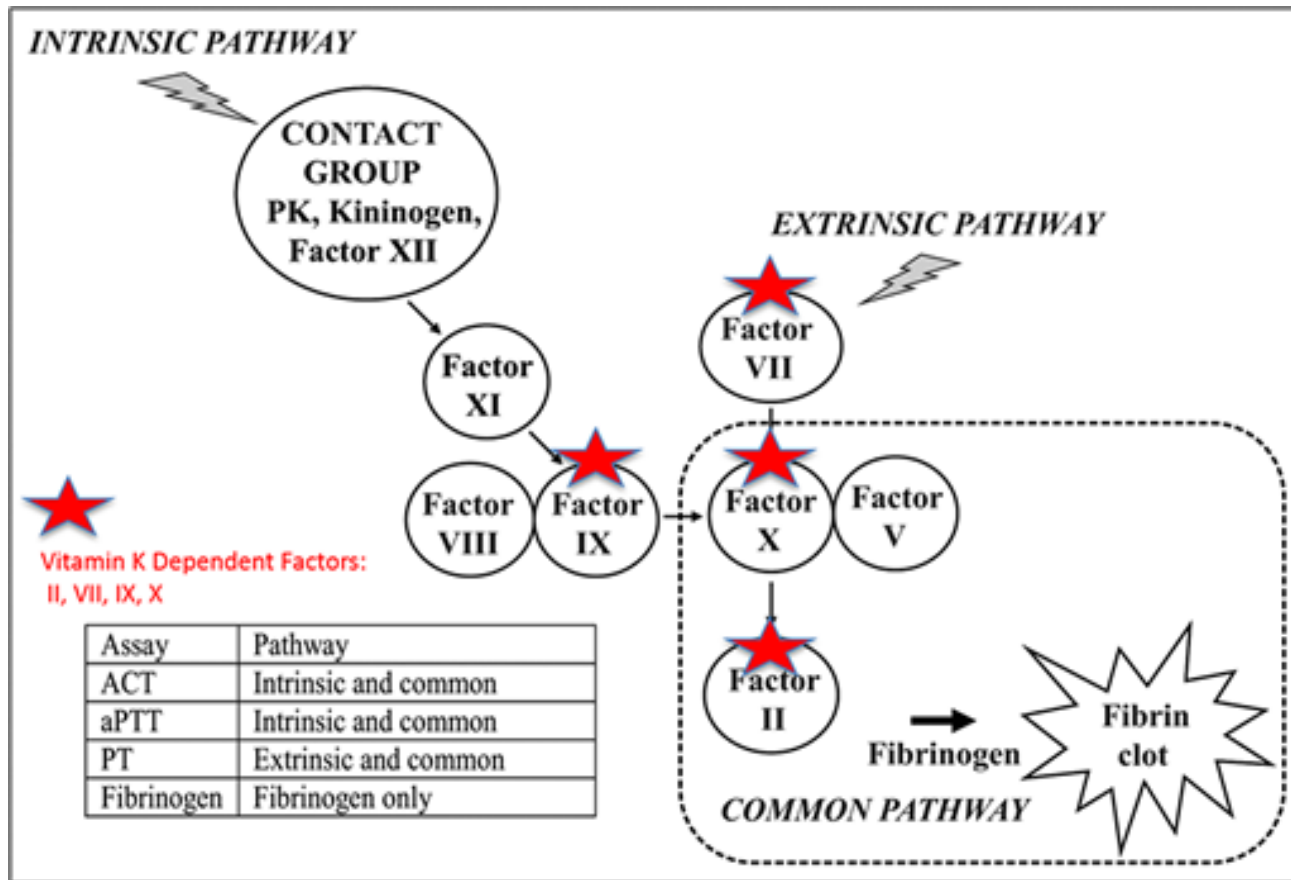 INTRINSIC PATHWAY
CONTACT
GROUP
PK, Kininogen,
Factor XII
EXTRINSIC PATHWAY
Factor
VII
Factor
XI
Factor
VIII
Factor
IX
Factor
X
Factor
V
Vitamin K Dependent Factors:
II, VII, IX, X
Assay Pathway
ACT Intrinsic and common
aPTT Intrinsic and common
PT Extrinsic and common
Fibrinogen Fibrinogen only
Factor
II
Fibrinogen
Fibrin
clot
COMMON PATHWAY